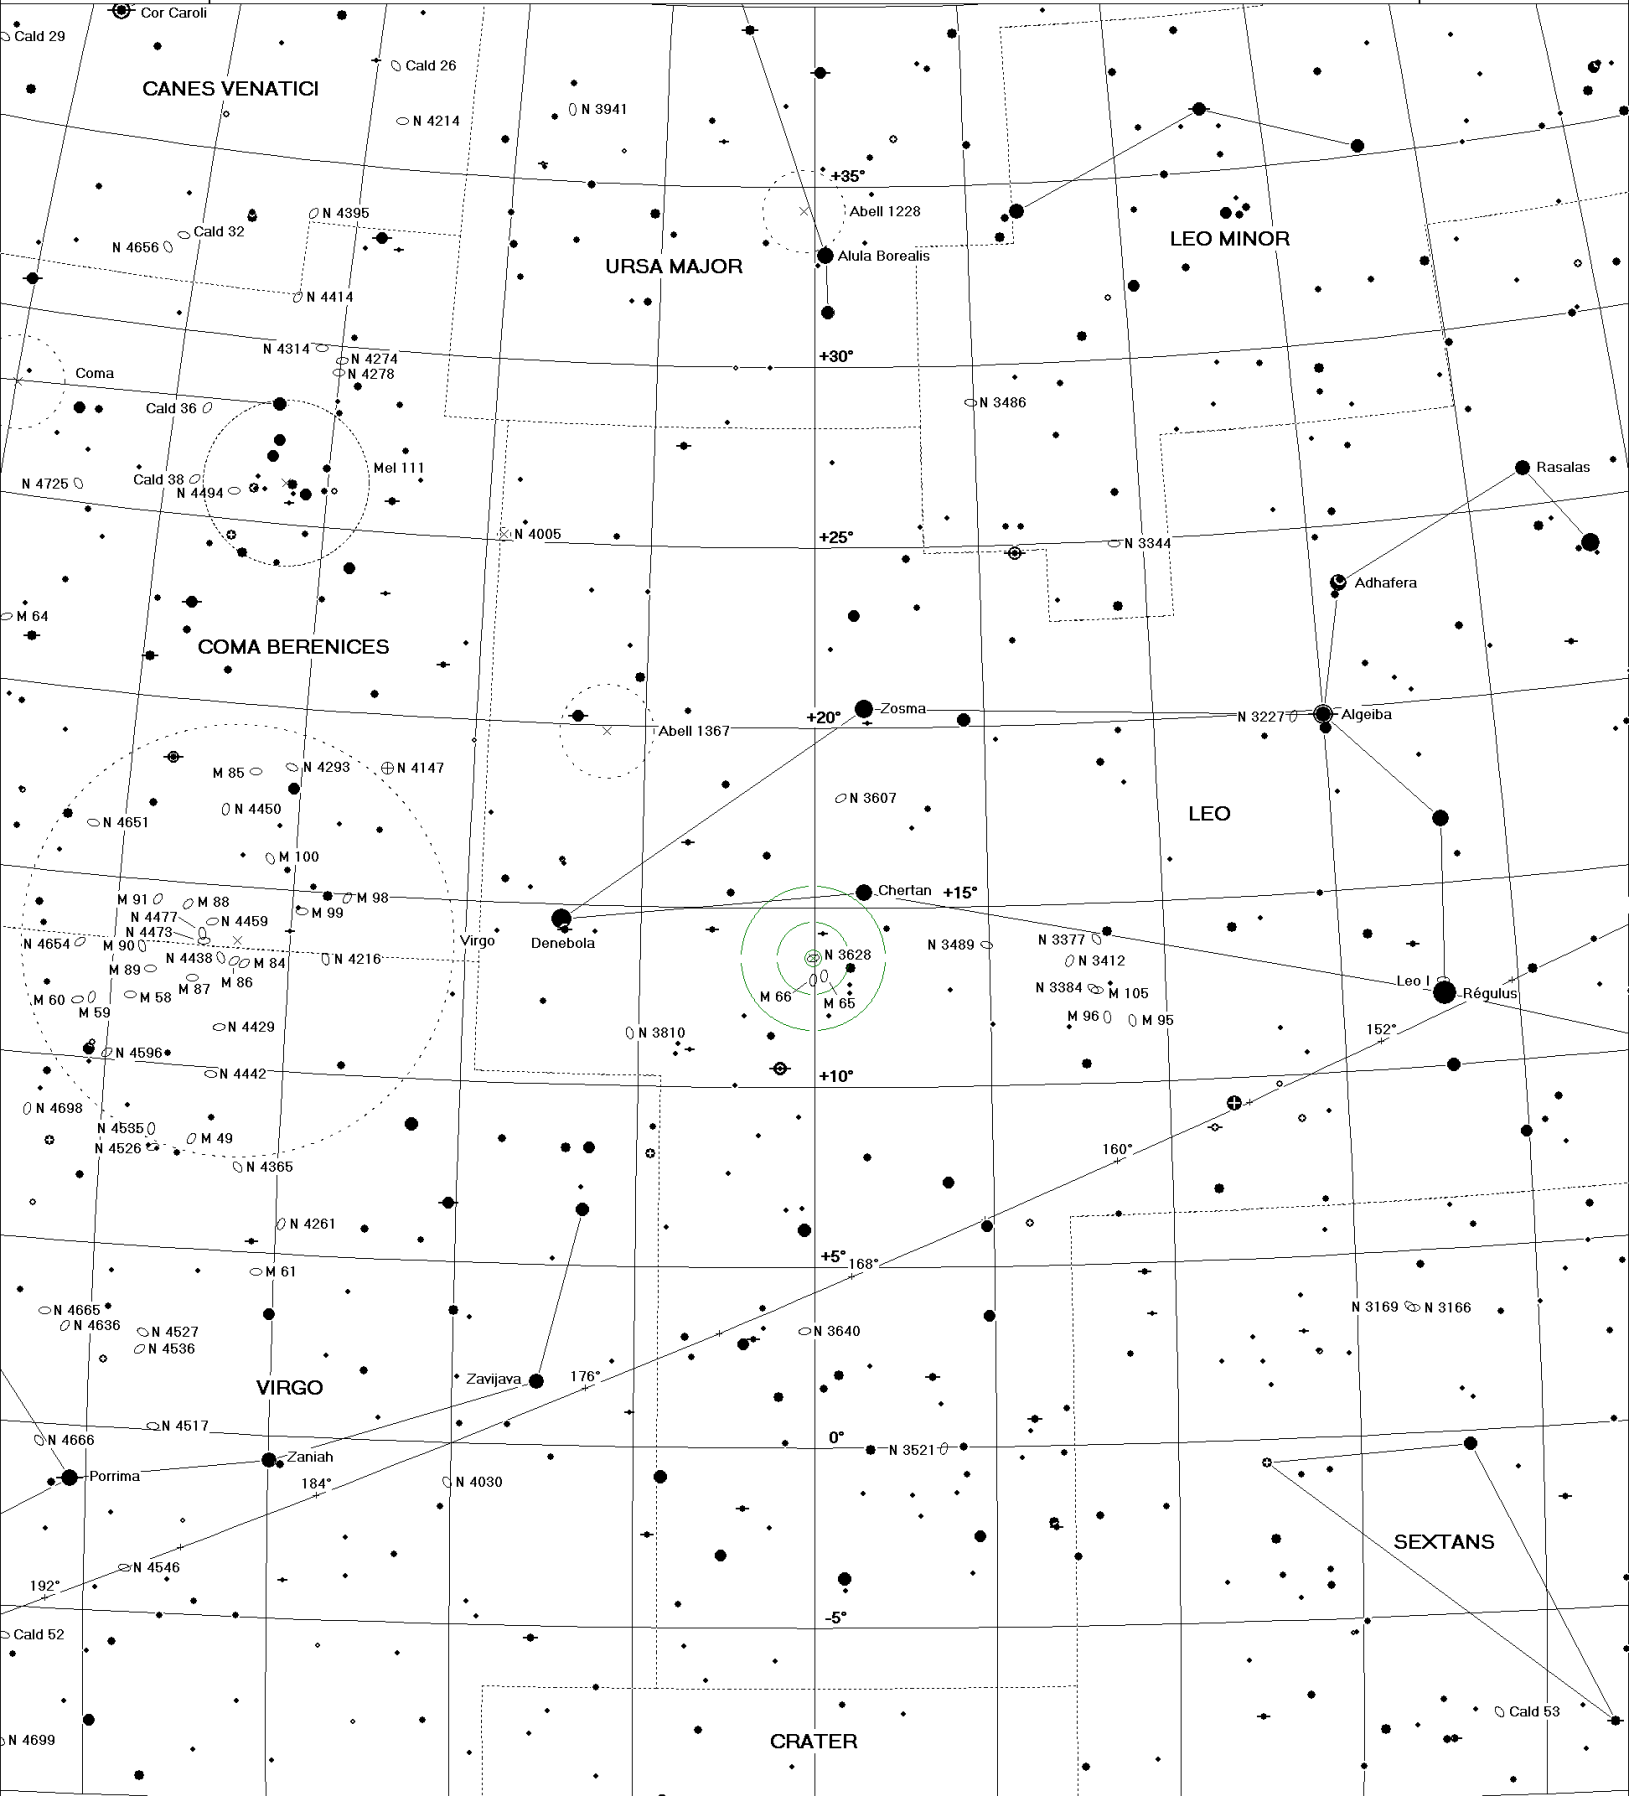 Cor Caroli
Cald 29
Cald 26
CANES VENATICI
N 3941
N 4214
+35°
N 4395
Abell 1228
Cald 32
N 4656
LEO MINOR
Alula Borealis
URSA MAJOR
N 4414
N 4314
N 4274
+30°
N 4278
Coma
Cald 36
N 3486
Mel 111
Rasalas
Cald 38
N 4725
N 4494
N 4005
+25°
N 3344
Adhafera
M 64
COMA BERENICES
Zosma
+20°
N 3227
Algeiba
Abell 1367
N 4293
N 4147
M 85
N 3607
N 4450
LEO
N 4651
M 100
Chertan
+15°
M 91
M 88
M 98
N 4477
M 99
N 4459
N 4473
N 4654
M 90
Virgo
Denebola
N 3489
N 3377
N 4438
M 84
N 4216
N 3628
N 3412
M 89
M 86
M 87
Leo I
Régulus
M 60
M 58
M 59
M 66
M 65
N 3384
M 105
M 96
M 95
N 4429
N 3810
152°
N 4596
N 4442
+10°
N 4698
N 4535
M 49
N 4526
160°
N 4365
N 4261
+5°
168°
M 61
N 4665
N 4636
N 3169
N 3166
N 4527
N 3640
N 4536
176°
Zavijava
VIRGO
N 4517
N 4666
0°
N 3521
Zaniah
Porrima
184°
N 4030
SEXTANS
N 4546
192°
-5°
Cald 52
Cald 53
N 4699
CRATER